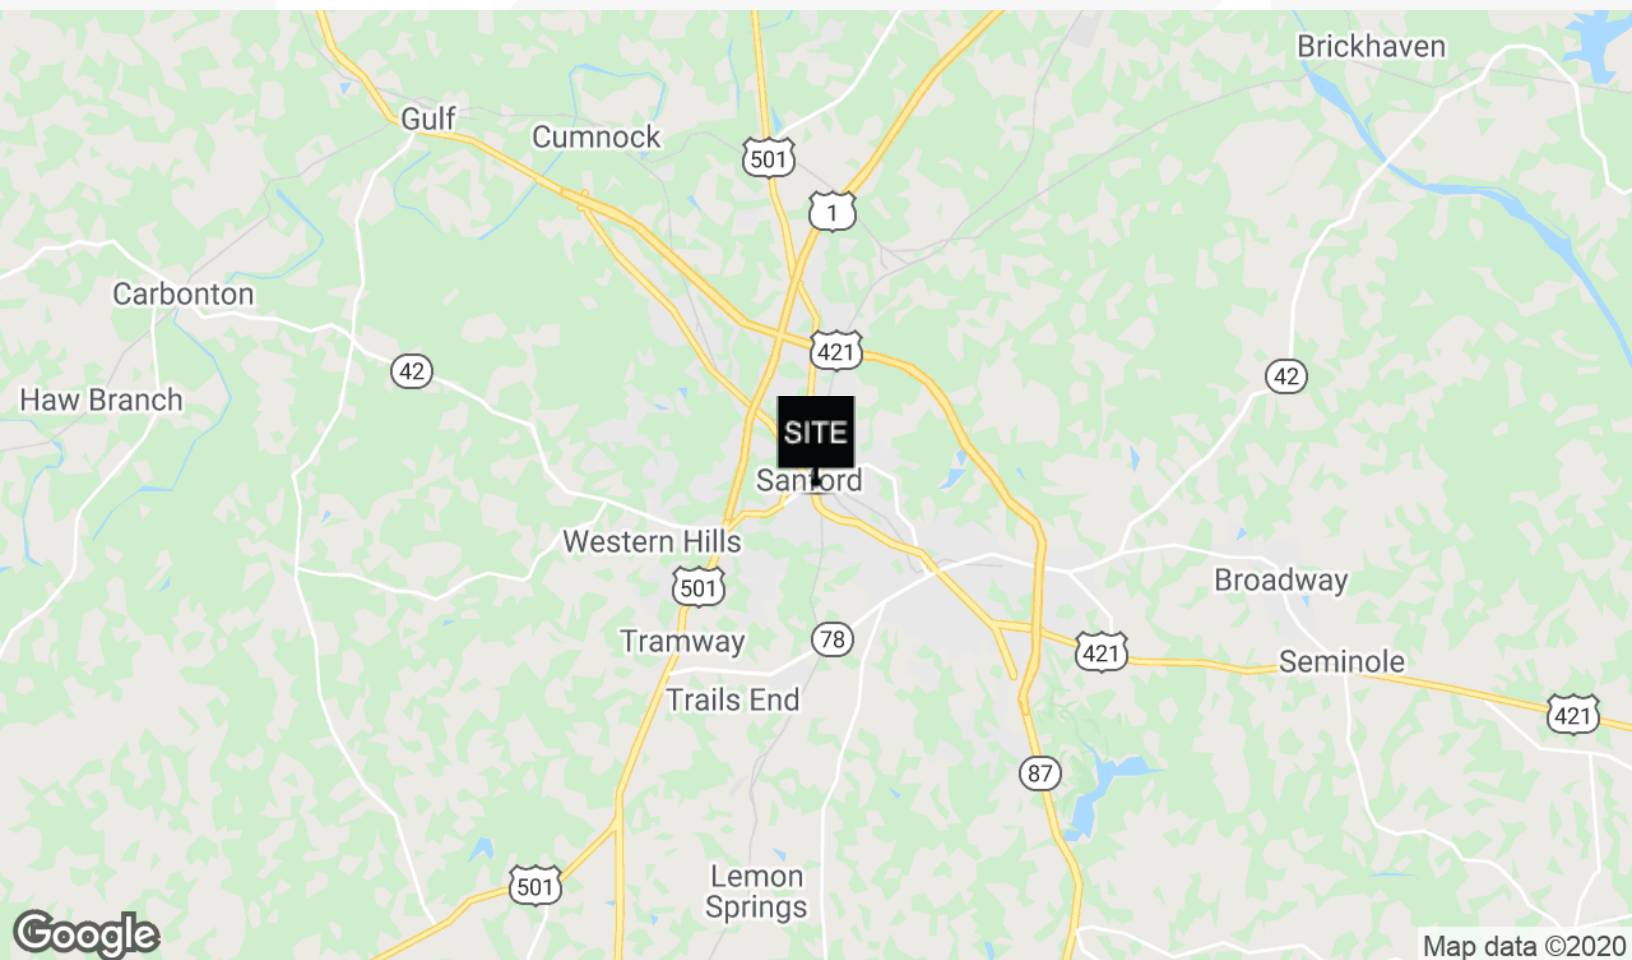 Brickhaven
Gulf
Cumnock
501
1
Carbonton
421
42
42
Haw Branch
SITE
Sanford
Western Hills
501
Broadway
Tramway
78
421
Seminole
Trails End
421
87
Lemon
Springs
501
Google
Map data ©2020